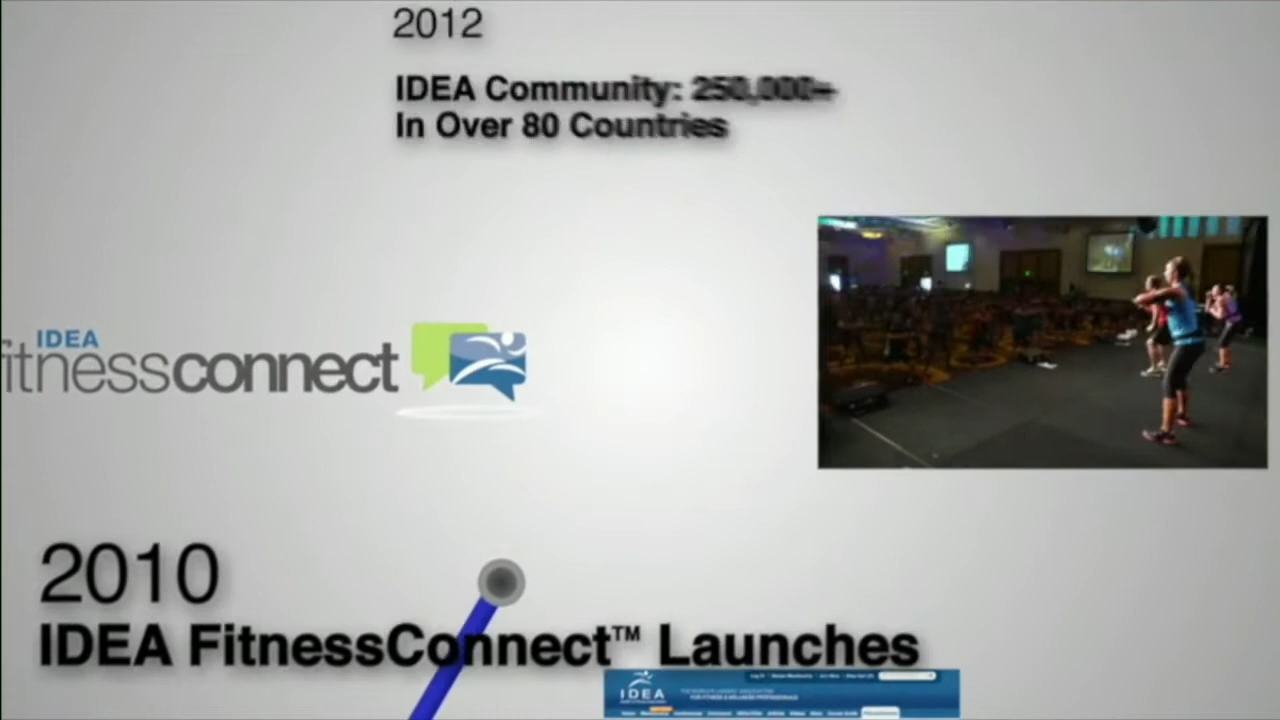 2012
IDEA Community: 250,000+
In Over 80 Countries
IDEA
fitnessconnect
2010
IDEA FitnessConnect™ Launches
IDEA